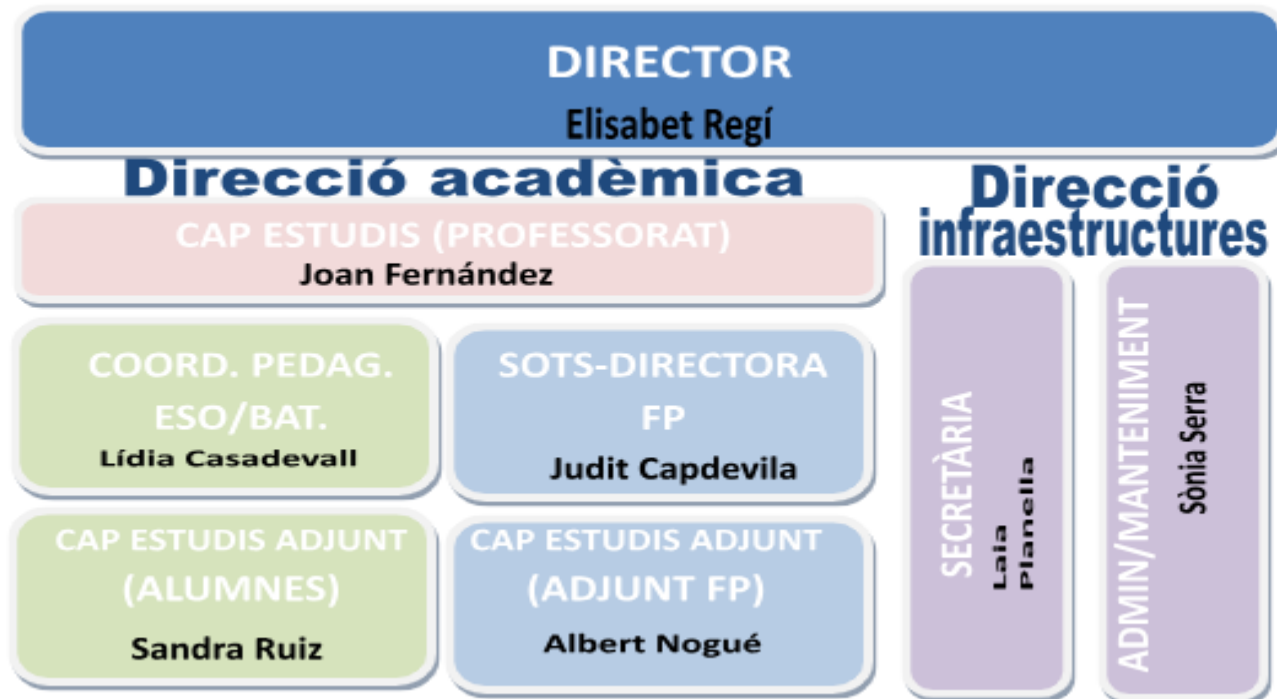 DIRECTOR
Elisabet Regí
Direcció acadèmica
CAP ESTUDIS (PROFESSORAT)
Joan Fernández
COORD. PEDAG.
ESO/BAT.
Lídia Casadevall
SOTS-DIRECTORA
FP
Judit Capdevila
CAP ESTUDIS ADJUNT
(ALUMNES)
Sandra Ruiz
CAP ESTUDIS ADJUNT
(ADJUNT FP)
Albert Nogué
Direcció
infraestructures
SECRETÀRIA
Laia
Planella
ADMIN/MANTENIMENT
Sònia Serra